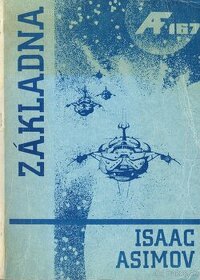 AF 167
ZÁKLADNA
ISAAC
ASIMOV